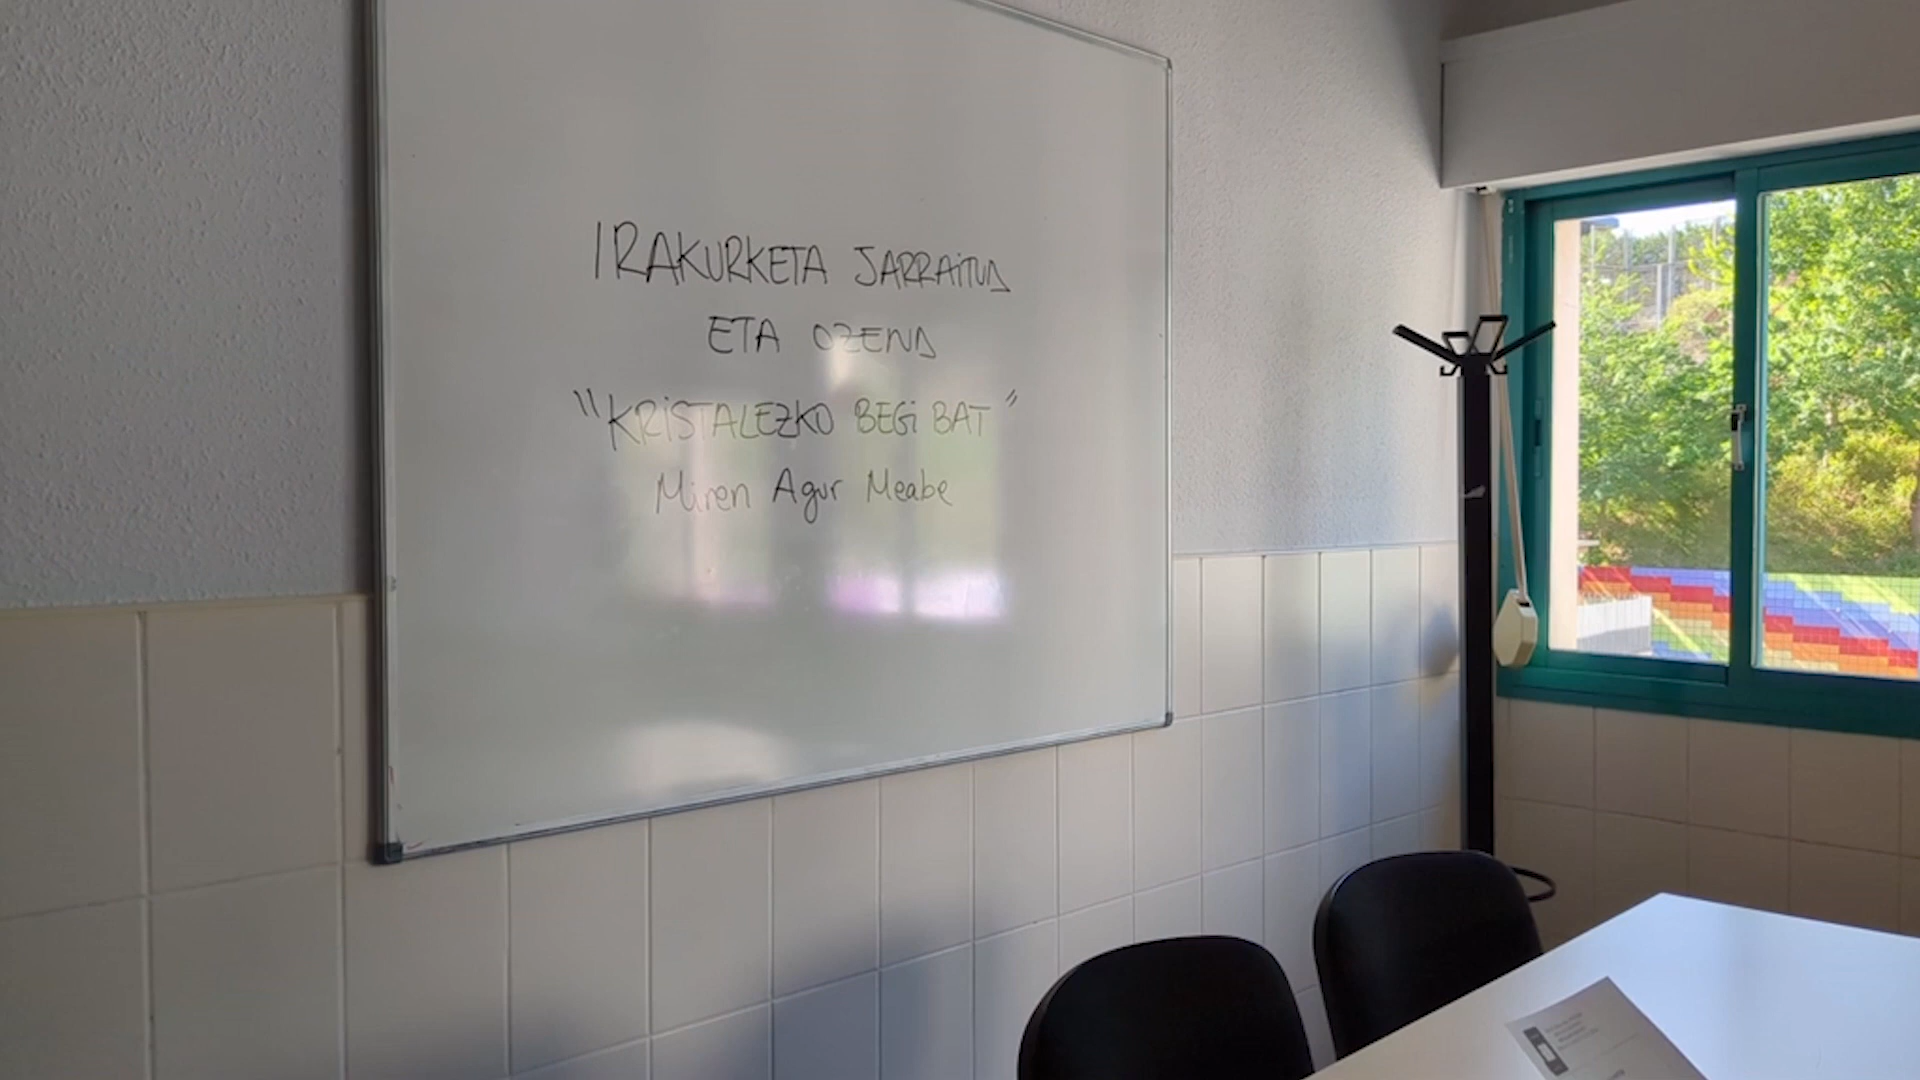 IRAKURKETA JARRAITUA
ETA OZENA
"KRISTALEZKO BEGI BAT"
Miren Agur Meabe